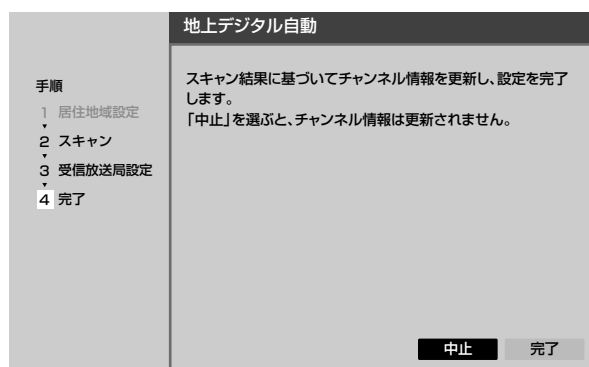 地上デジタル自動
手順
1 居住地域設定
2 スキャン
3 受信放送局設定
4 完了
スキャン結果に基づいてチャンネル情報を更新し、設定を完了
します。
「中止」を選ぶと、チャンネル情報は更新されません。
中止 完了